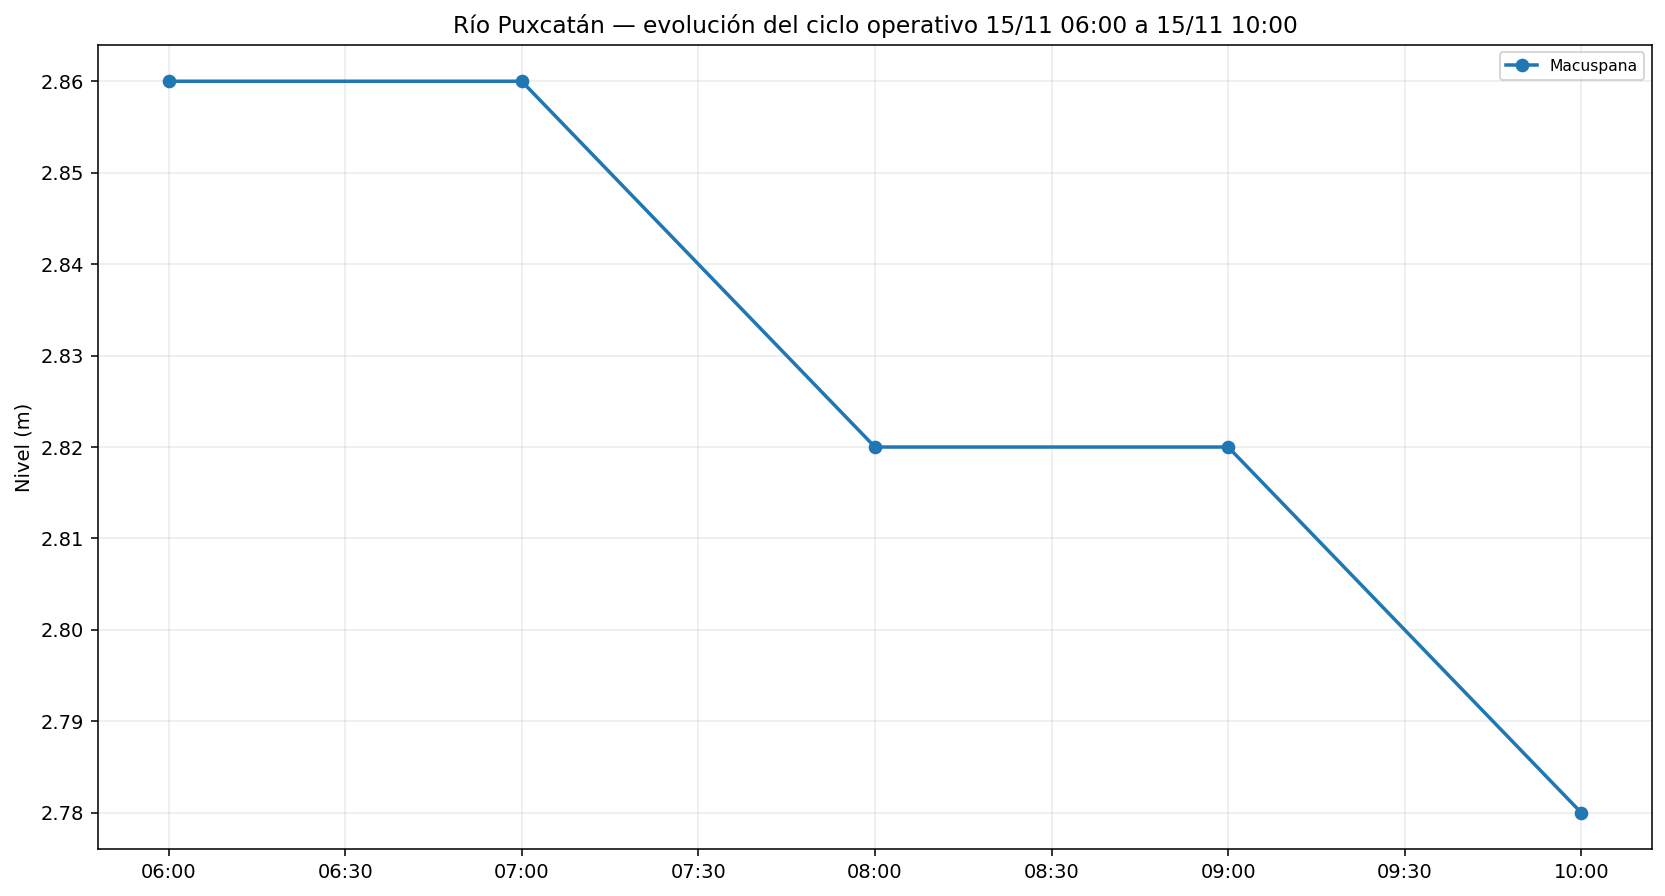 Río Puxcatán — evolución del ciclo operativo 15/11 06:00 a 15/11 10:00
Macuspana
Nivel (m)
2.86
2.85
2.84
2.83
2.82
2.81
2.80
2.79
2.78
06:00 06:30 07:00 07:30 08:00 08:30 09:00 09:30 10:00